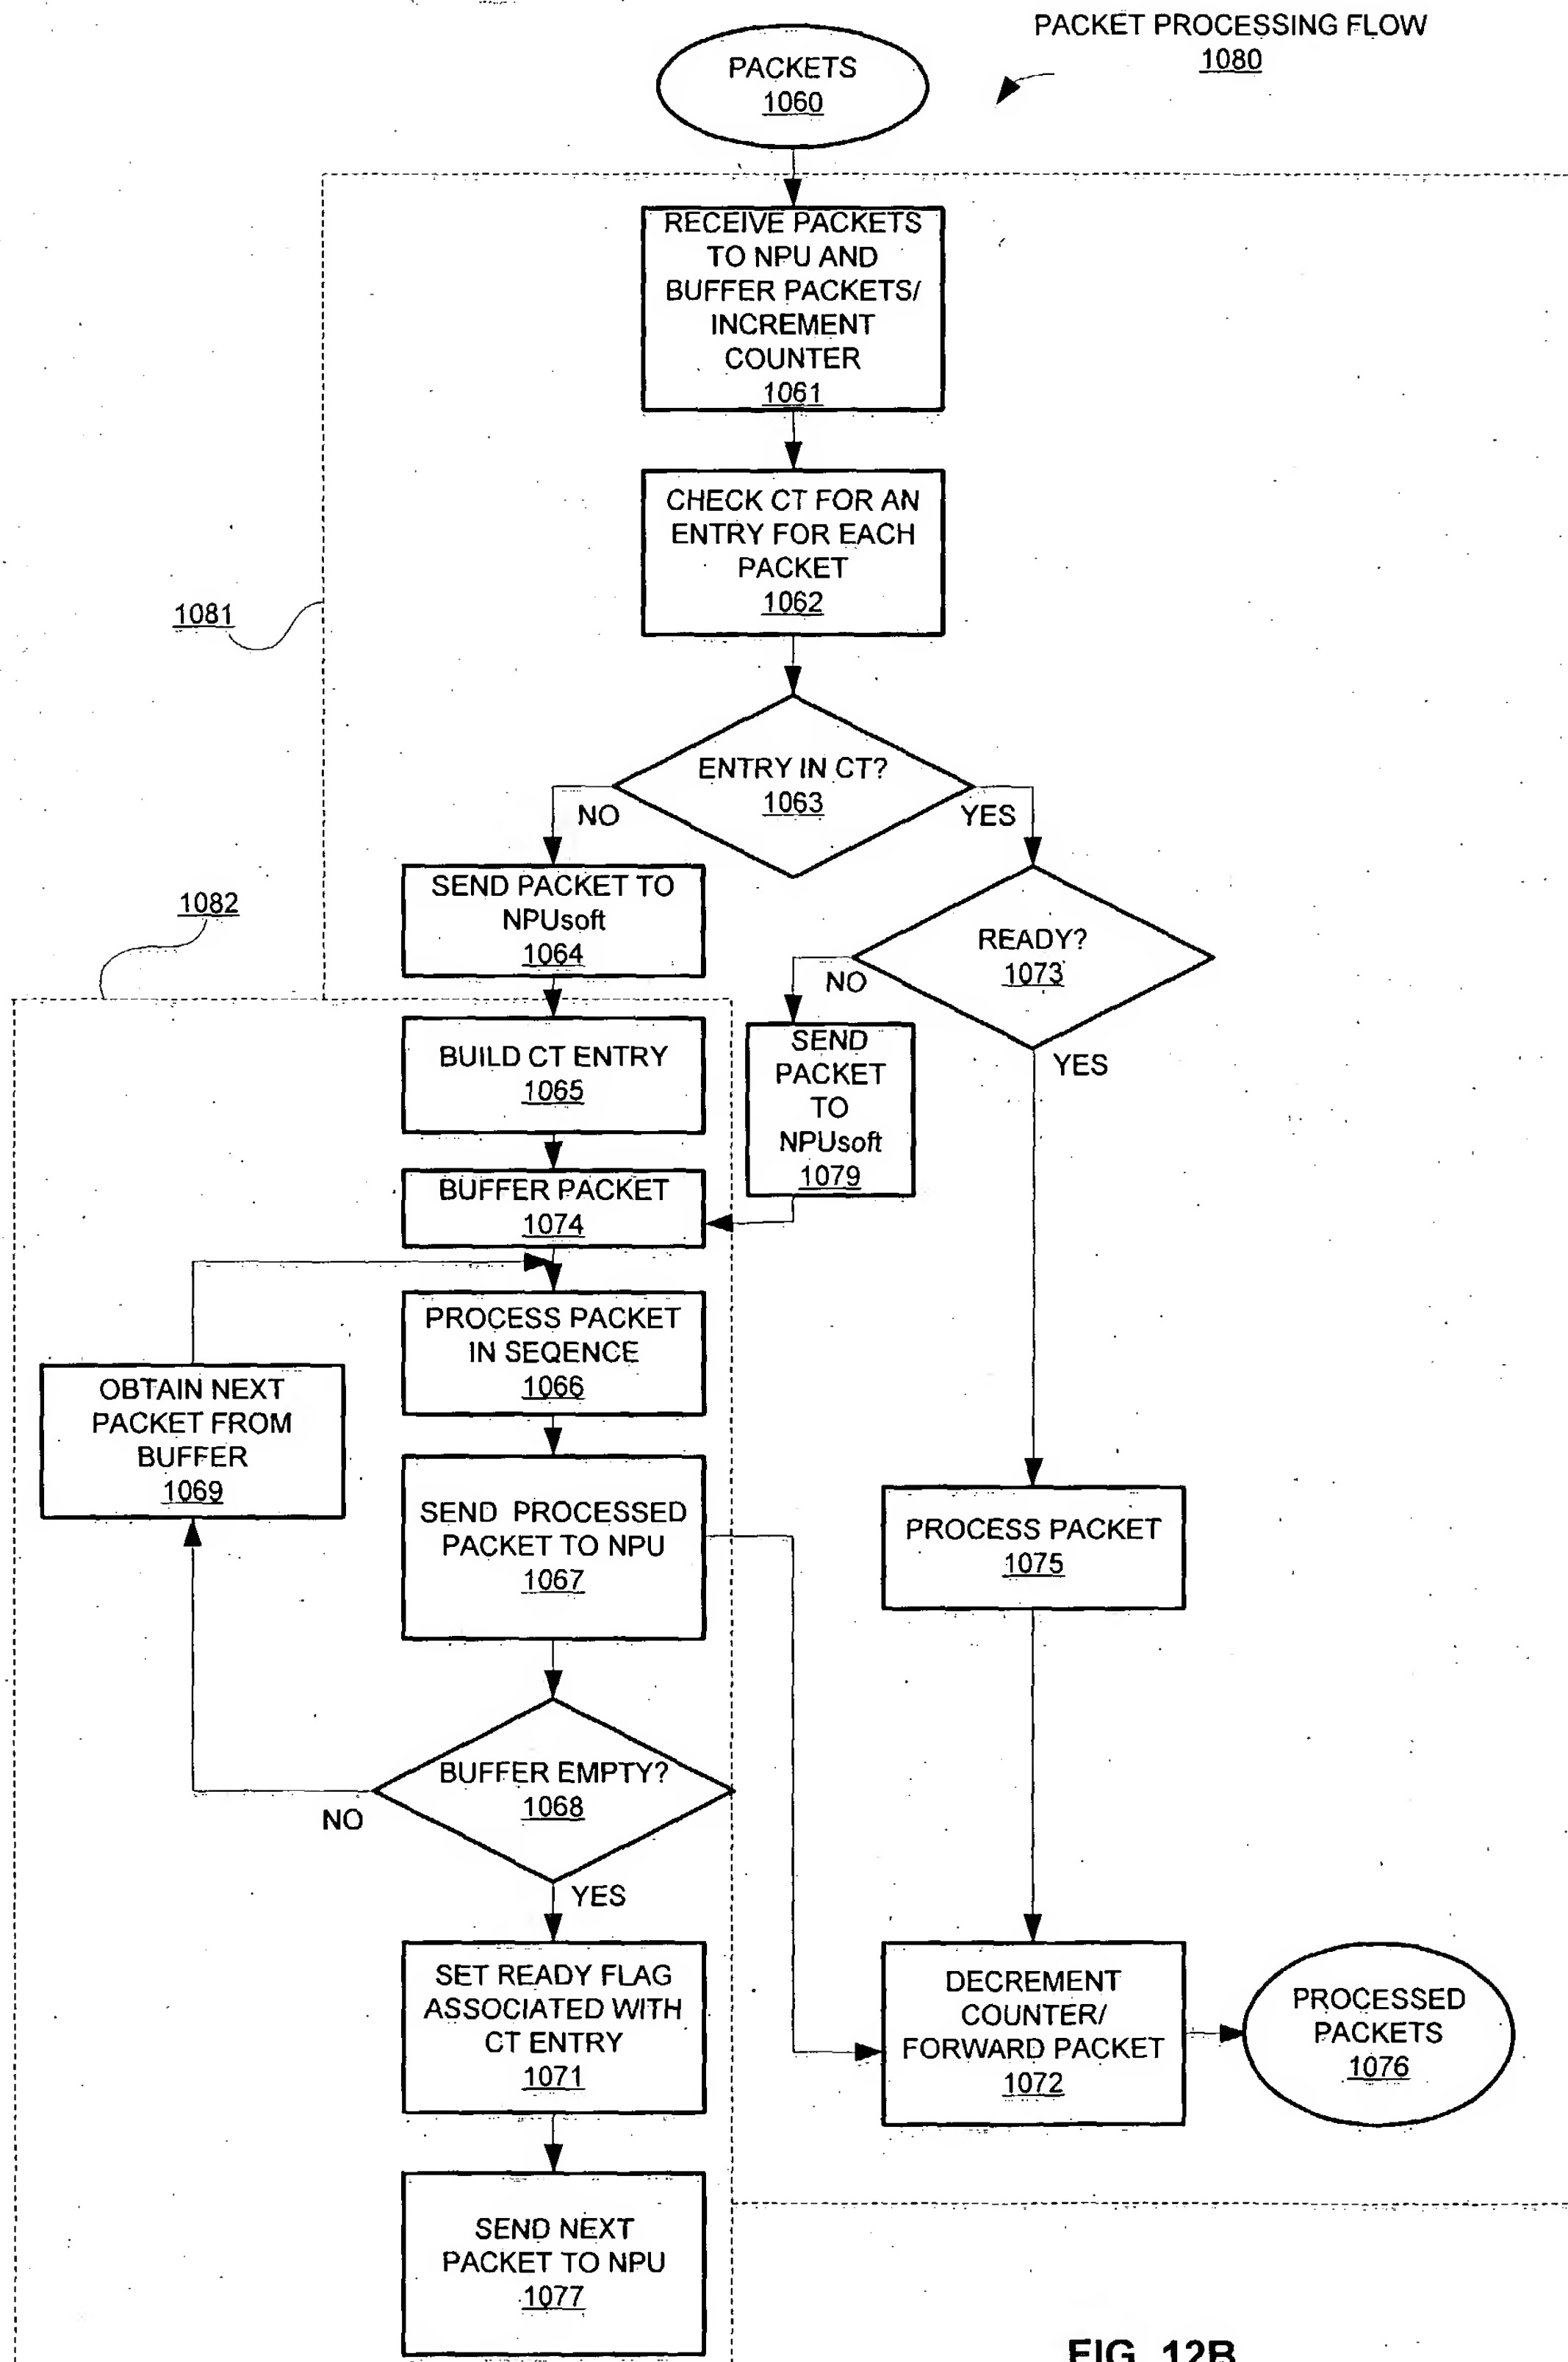 PACKET PROCESSING FLOW
1080
PACKETS
1060
RECEIVE PACKETS
TO NPU AND
BUFFER PACKETS/
INCREMENT
COUNTER
1061
CHECK CT FOR AN
ENTRY FOR EACH
PACKET
1062
1081
ENTRY IN CT?
1063
NO
YES
SEND PACKET TO
NPUsoft
1064
1082
READY?
1073
NO
YES
BUILD CT ENTRY
1065
SEND
PACKET
TO
NPUsoft
1079
BUFFER PACKET
1074
PROCESS PACKET
IN SEQENCE
1066
OBTAIN NEXT
PACKET FROM
BUFFER
1069
SEND PROCESSED
PACKET TO NPU
1067
PROCESS PACKET
1075
BUFFER EMPTY?
1068
NO
YES
SET READY FLAG
ASSOCIATED WITH
CT ENTRY
1071
DECREMENT
COUNTER/
FORWARD PACKET
1072
PROCESSED
PACKETS
1076
SEND NEXT
PACKET TO NPU
1077
FIG. 12B